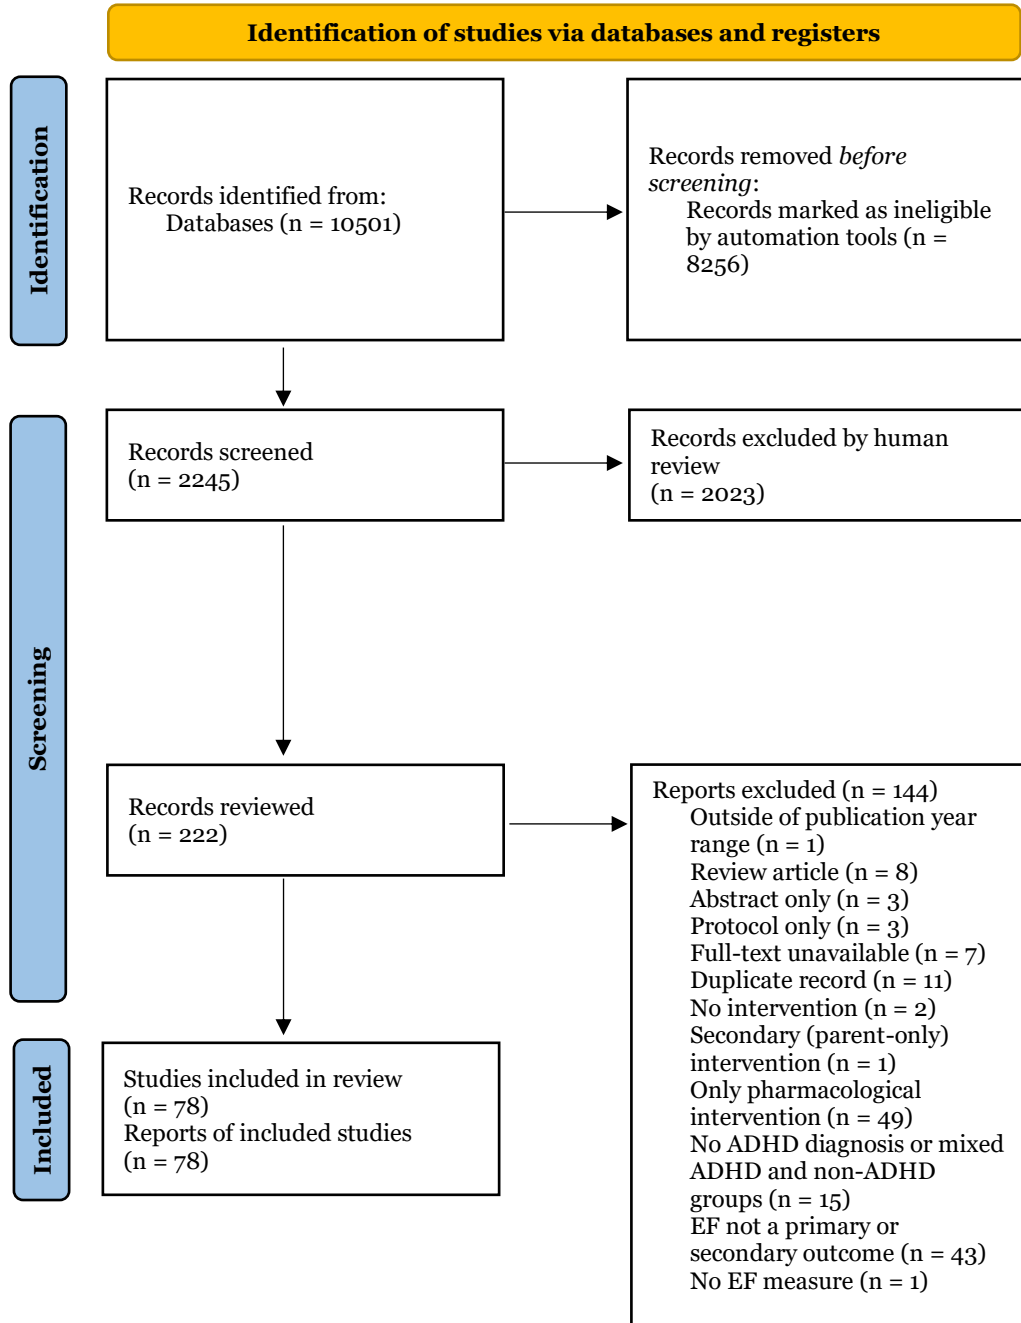 Identification of studies via databases and registers
Identification
Records identified from:
Databases (n = 10501)
Records removed before
screening:
Records marked as ineligible
by automation tools (n =
8256)
Screening
Records screened
(n = 2245)
Records excluded by human
review
(n = 2023)
Records reviewed
(n = 222)
Reports excluded (n = 144)
Outside of publication year
range (n = 1)
Review article (n = 8)
Abstract only (n = 3)
Protocol only (n = 3)
Full-text unavailable (n = 7)
Duplicate record (n = 11)
No intervention (n = 2)
Secondary (parent-only)
intervention (n = 1)
Only pharmacological
intervention (n = 49)
No ADHD diagnosis or mixed
ADHD and non-ADHD
groups (n = 15)
EF not a primary or
secondary outcome (n = 43)
No EF measure (n = 1)
Included
Studies included in review
(n = 78)
Reports of included studies
(n = 78)